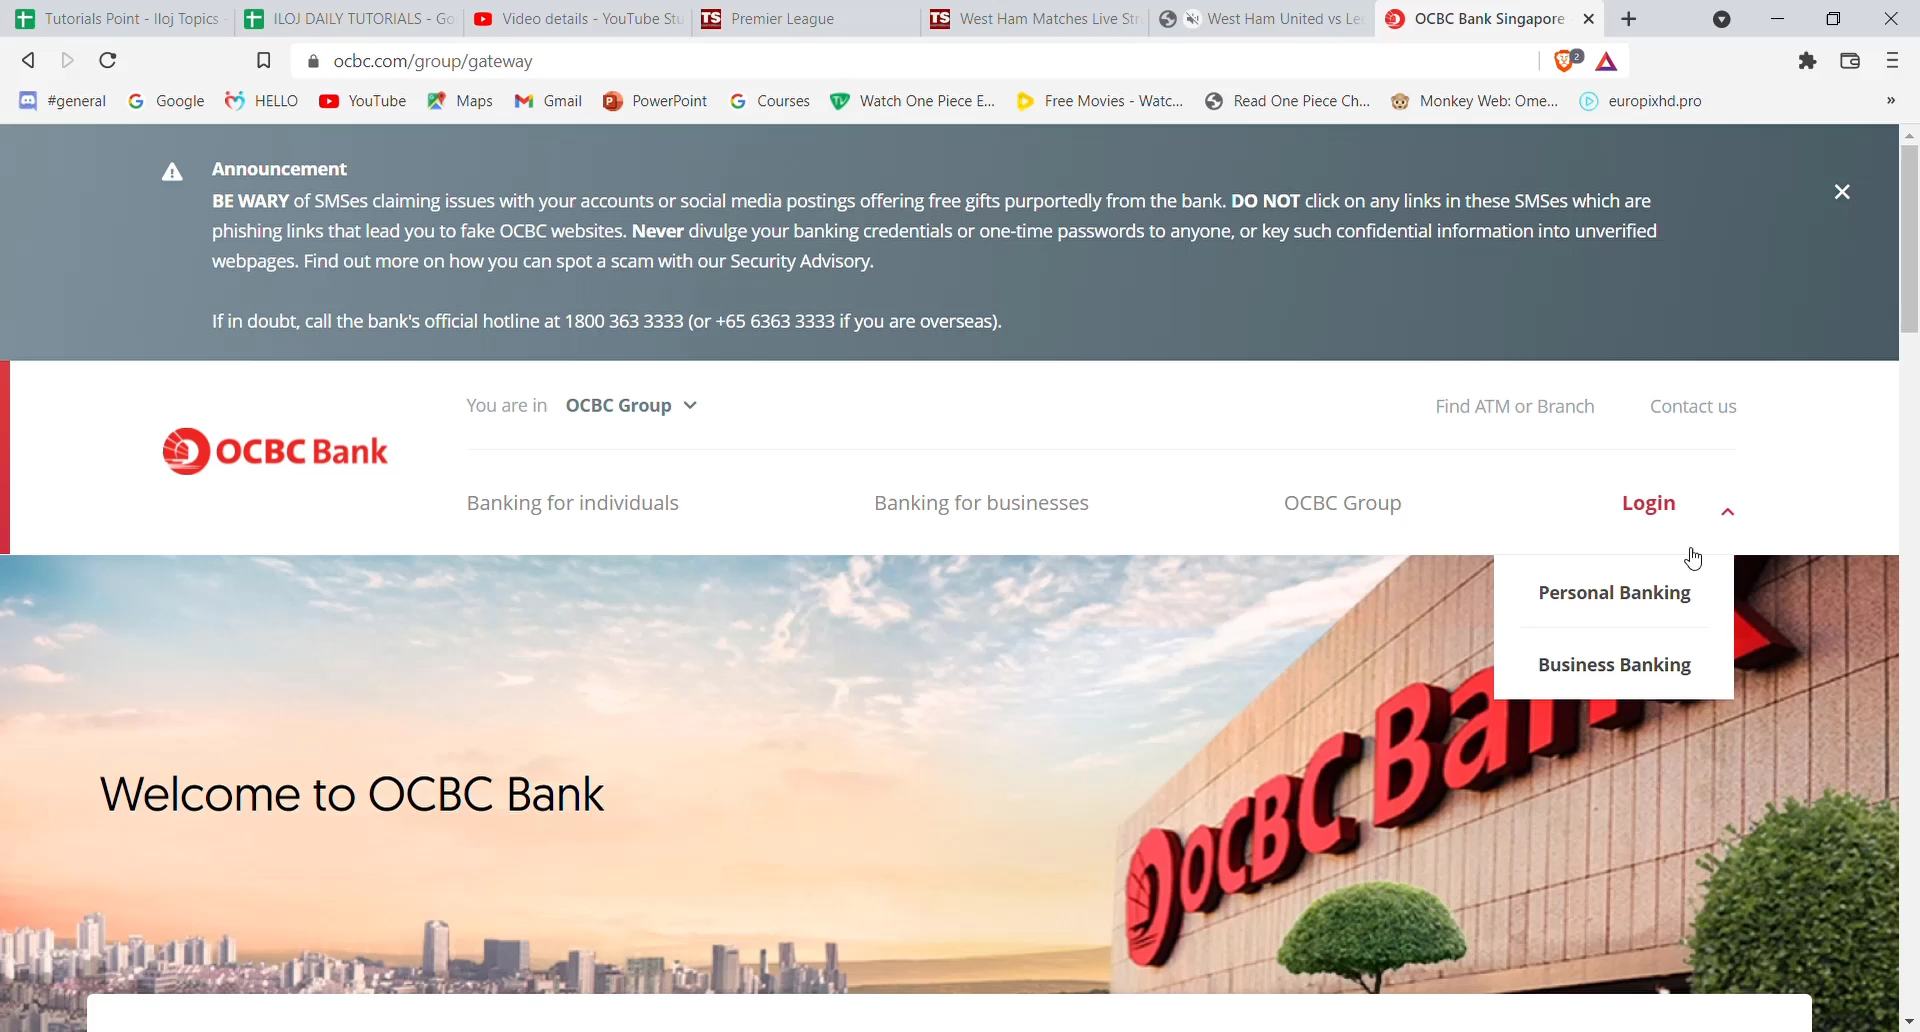 Tutorials Point - Iloj Topics
ILOJ DAILY TUTORIALS - Go
Video details - YouTube Stu
TS Premier League
TS West Ham Matches Live Str
West Ham United vs Le
OCBC Bank Singapore
ocbc.com/group/gateway
2
#general
Google
HELLO
YouTube
Maps
Gmail
PowerPoint
Courses
Watch One Piece E...
Free Movies - Watc...
Read One Piece Ch...
Monkey Web: Ome...
europixhd.pro
»
Announcement
BE WARY of SMSes claiming issues with your accounts or social media postings offering free gifts purportedly from the bank. DO NOT click on any links in these SMSes which are
phishing links that lead you to fake OCBC websites. Never divulge your banking credentials or one-time passwords to anyone, or key such confidential information into unverified
webpages. Find out more on how you can spot a scam with our Security Advisory.
If in doubt, call the bank's official hotline at 1800 363 3333 (or +65 6363 3333 if you are overseas).
You are in OCBC Group
Find ATM or Branch
Contact us
OCBC Bank
Banking for individuals
Banking for businesses
OCBC Group
Login
Personal Banking
Business Banking
Welcome to OCBC Bank
OCBC Bank